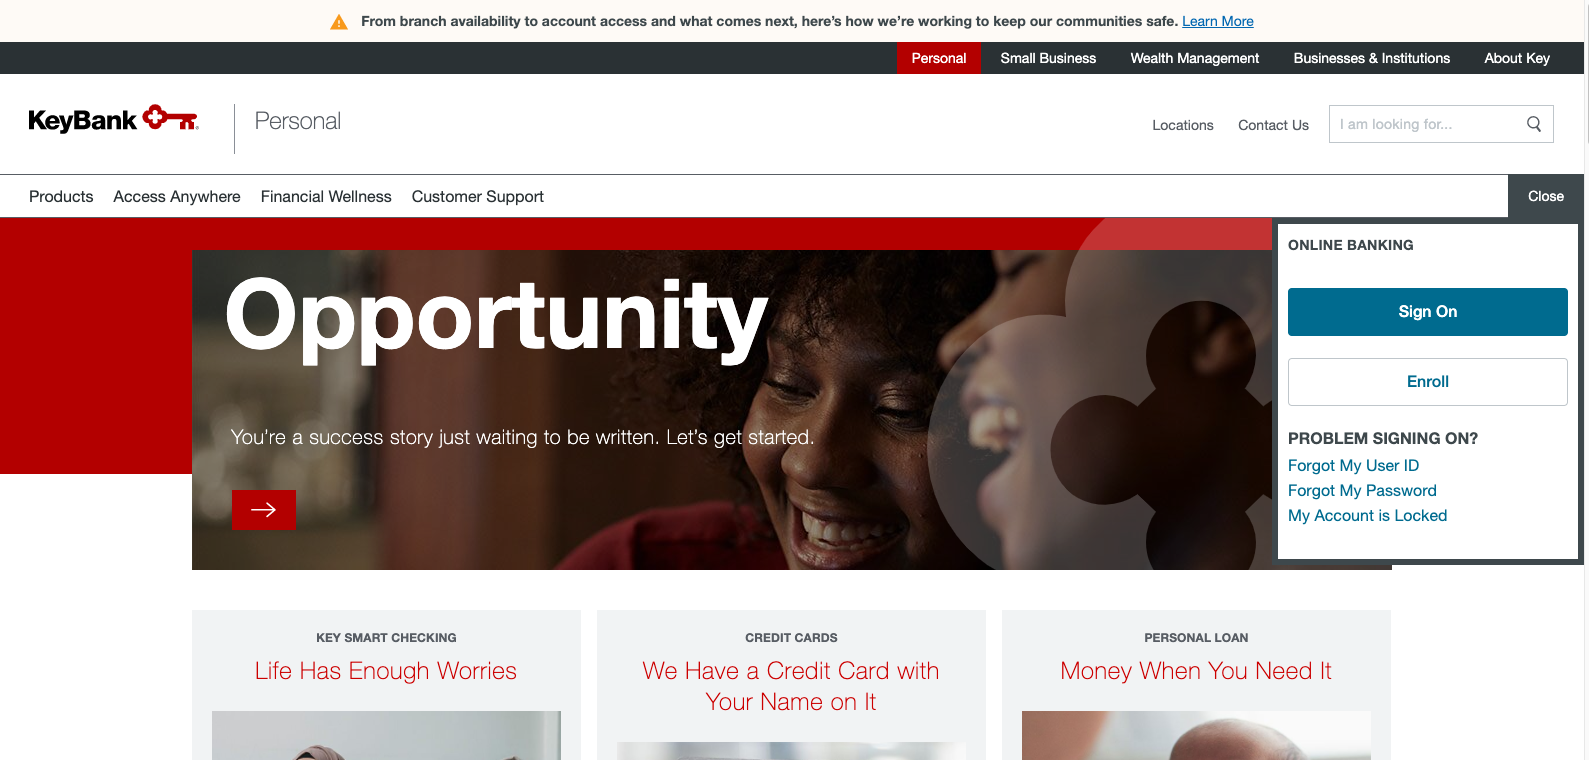 From branch availability to account access and what comes next, here's how we're working to keep our communities safe. Learn More
Personal
Small Business
Wealth Management
Businesses & Institutions
About Key
KeyBank
Personal
Locations
Contact Us
I am looking for...
Products
Access Anywhere
Financial Wellness
Customer Support
Close
Opportunity
You're a success story just waiting to be written. Let's get started.
ONLINE BANKING
Sign On
Enroll
PROBLEM SIGNING ON?
Forgot My User ID
Forgot My Password
My Account is Locked
KEY SMART CHECKING
Life Has Enough Worries
CREDIT CARDS
We Have a Credit Card with
Your Name on It
PERSONAL LOAN
Money When You Need It